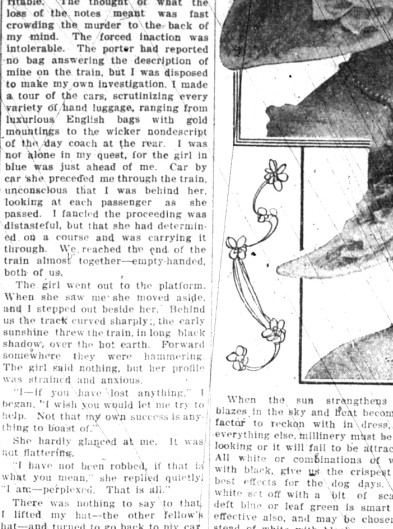 ritable. The thought of what the
loss of the notes meant was fast
crowding the murder to the back of
my mind. The forced inaction was
intolerable. The porter had reported
no bag answering the description of
mine on the train, but I was disposed
to make my own investigation. I made
a tour of the cars, scrutinizing every
variety of hand luggage, ranging from
luxurious English bags with gold
mountings to the wicker nondescript
of the day coach at the rear. I was
not alone in my quest, for the girl in
blue was just ahead of me. Car by
car she preceded me through the train,
unconscious that I was behind her,
looking at each passenger as she
passed. I fancied the proceeding was
distasteful, but that she had determin-
ed on a course and was carrying it
through. We reached the end of the
train almost together—empty-handed,
both of us.
The girl went out to the platform.
When she saw me she moved aside,
and I stepped out beside her. Behind
us the track curved sharply; the early
sunshine threw the train, in long black
shadow, over the hot earth. Forward
somewhere they were hammering.
The girl said nothing, but her profile
was strained and anxious.
"I—if you have lost anything," I
began, "I wish you would let me try to
help. Not that my own success is any-
thing to boast of."
She hardly glanced at me. It was
not flattering.
"I have not been robbed, if that is
what you mean," she replied quietly.
"I am—perplexed. That is all."
There was nothing to say to that.
I lifted my hat—the other fellow's
hat—and turned to go back to my car.
When the sun strengthens
blazes in the sky and heat becom
factor to reckon with in dress,
everything else, millinery must be
looking or it will fail to be attrac
All white or combinations of w
with black, give us the crispest
best effects for the dog days.
white set off with a bit of sca
deft blue or leaf green is smart
effective also, and may be chosen